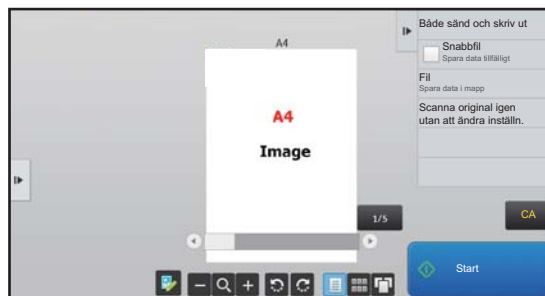 A4
A4
Image
1/5
Både sänd och skriv ut
Snabbfil
Spara data tillfälligt
Fil
Spara data i mapp
Scanna original igen
utan att ändra inställn.
CA
Start